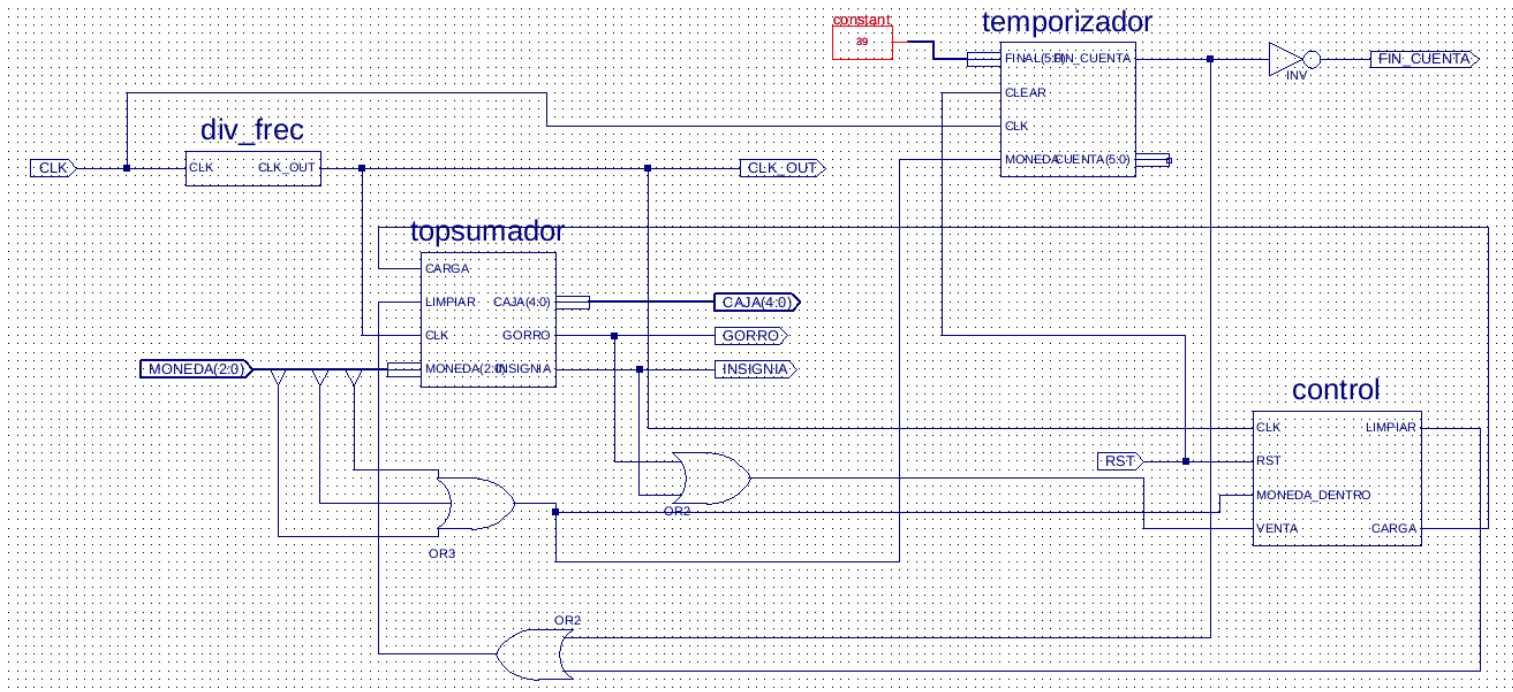 constant
39
temporizador
FINAL(5:0)
FIN_CUENTA
CLEAR
CLK
MONEDA
CUENTA(5:0)
INV
FIN_CUENTA
div_frec
CLK
CLK
CLK_OUT
CLK_OUT
topsumador
CARGA
LIMPIAR
CAJA(4:0)
CAJA(4:0)
CLK
GORRO
GORRO
MONEDA(2:0)
MONEDA(2:0)
INSIGNIA
INSIGNIA
control
CLK
LIMPIAR
RST
RST
MONEDA_DENTRO
VENTA
CARGA
OR2
OR3
OR2